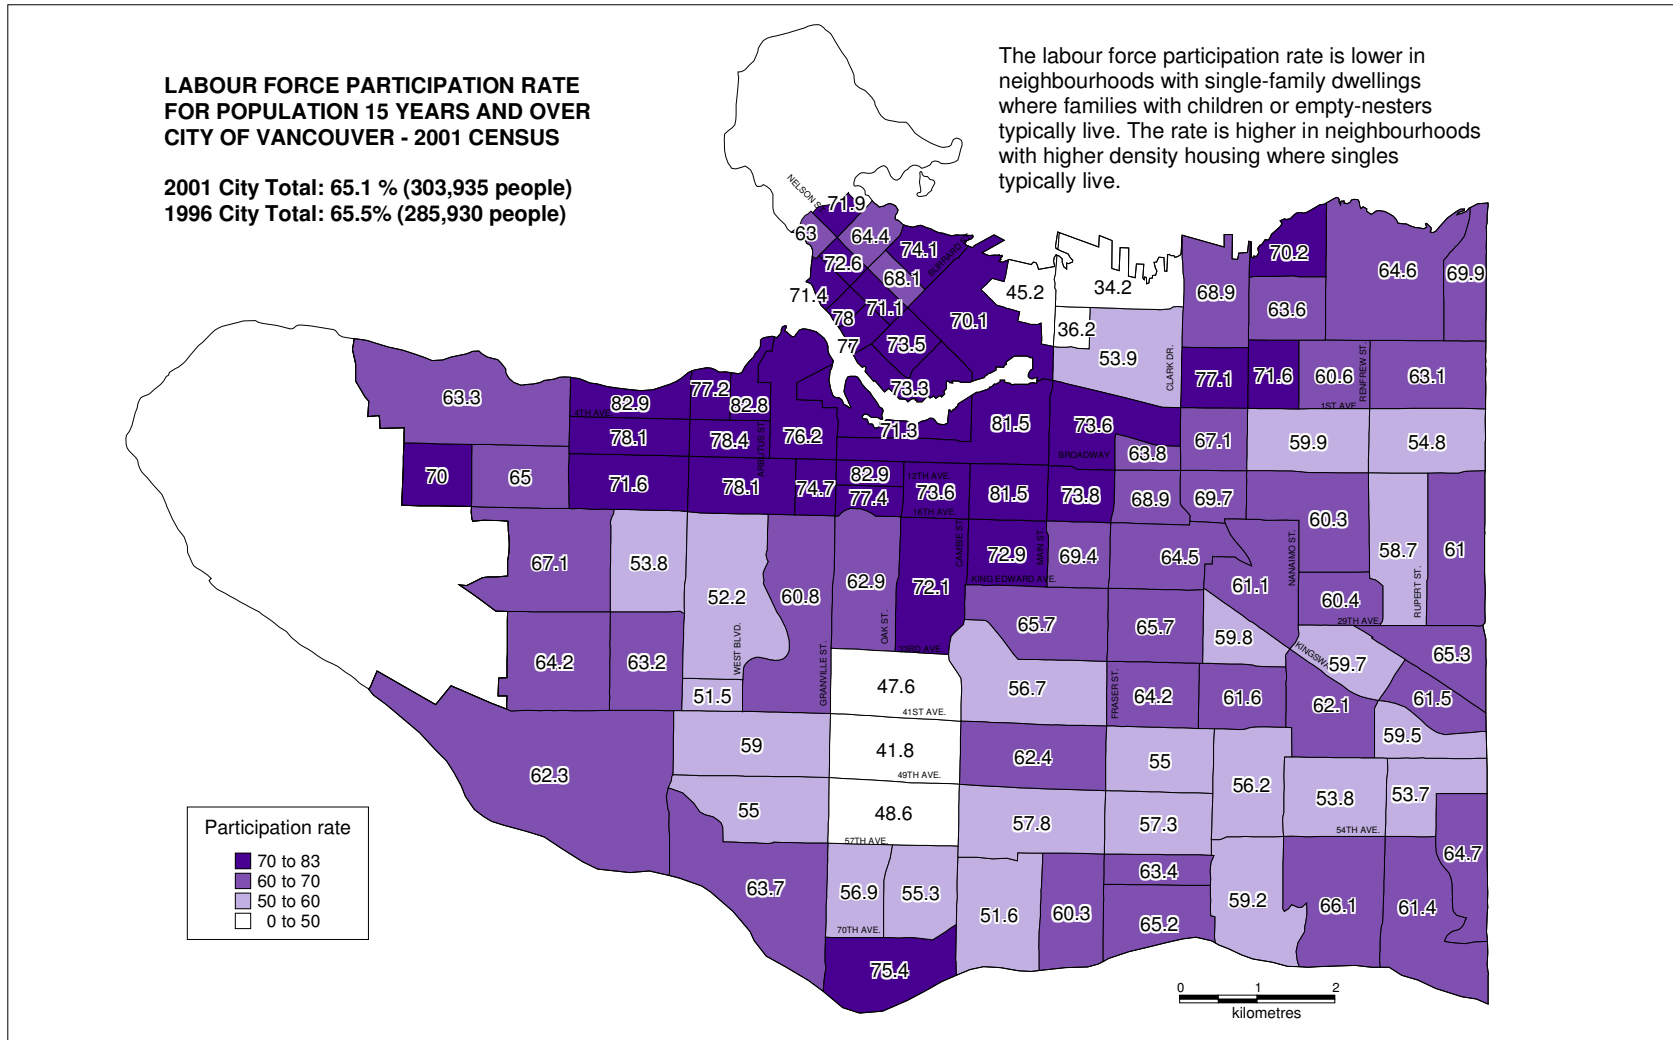 LABOUR FORCE PARTICIPATION RATE
FOR POPULATION 15 YEARS AND OVER
CITY OF VANCOUVER - 2001 CENSUS
2001 City Total: 65.1 % (303,935 people)
1996 City Total: 65.5% (285,930 people)
The labour force participation rate is lower in
neighbourhoods with single-family dwellings
where families with children or empty-nesters
typically live. The rate is higher in neighbourhoods
with higher density housing where singles
typically live.
NELSON
71.9
63
64.4
74.1
BURRARD
70.2
72.6
68.1
64.6
69.9
71.4
45.2
34.2
68.9
78
71.1
70.1
63.6
36.2
77
73.5
53.9
CLARK DR.
77.1
71.6
60.6
RENFREW ST.
63.1
1ST AVE.
73.3
63.3
4TH AVE.
82.9
77.2
82.8
78.1
78.4
ARBUTUS ST.
76.2
71.3
81.5
73.6
BROADWAY
63.8
67.1
59.9
54.8
70
65
71.6
78.1
74.7
82.9
77.4
12TH AVE.
73.6
16TH AVE.
81.5
73.8
68.9
69.7
60.3
58.7
61
67.1
53.8
52.2
60.8
62.9
OAK ST.
72.1
CAMBIE ST.
72.9
MAIN ST.
69.4
KING EDWARD AVE.
64.5
61.1
NANAIMO ST.
60.4
29TH AVE.
RUPERT ST.
33RD AVE.
65.7
65.7
59.8
59.7
65.3
64.2
63.2
WEST BLVD.
51.5
GRANVILLE ST.
47.6
41ST AVE.
56.7
FRASER ST.
64.2
61.6
62.1
61.5
59.5
62.3
59
41.8
49TH AVE.
62.4
55
56.2
53.8
53.7
54TH AVE.
55
48.6
57TH AVE.
57.8
57.3
64.7
63.7
56.9
55.3
70TH AVE.
51.6
60.3
63.4
65.2
59.2
66.1
61.4
75.4
Participation rate
70 to 83
60 to 70
50 to 60
0 to 50
0 1 2
kilometres